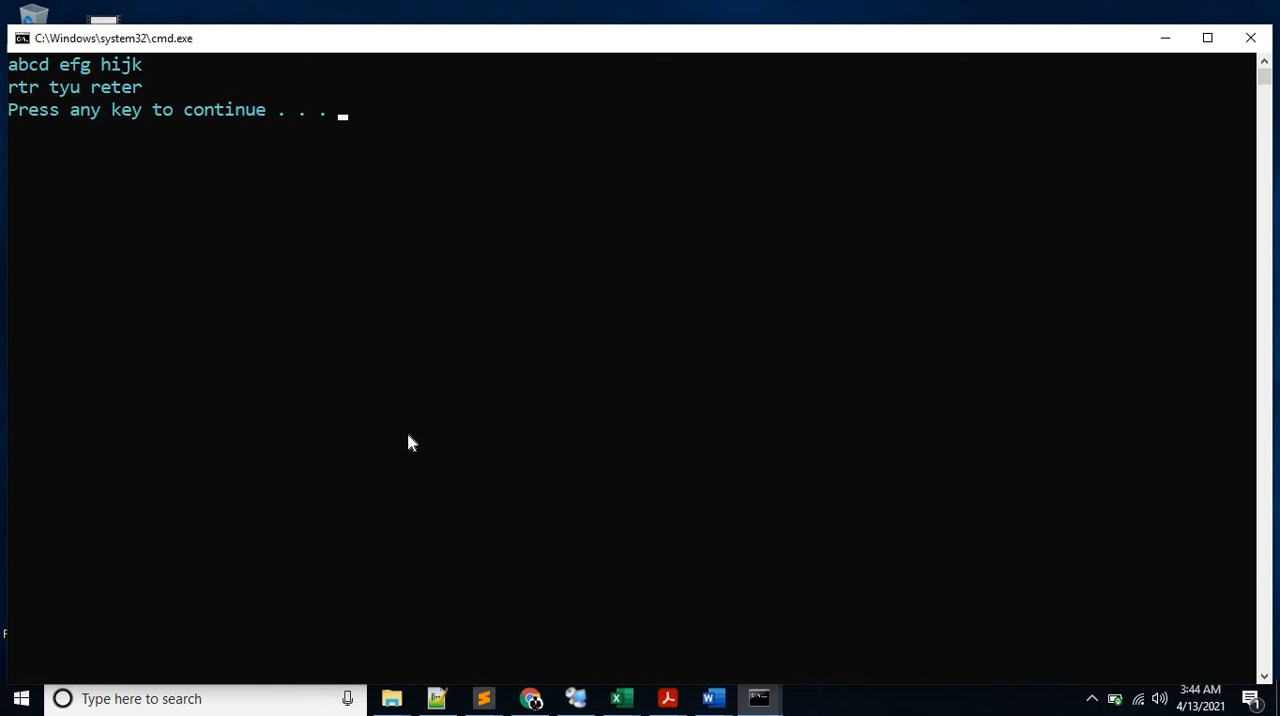 C:\Windows\system32\cmd.exe
abcd efg hijk
rtr tyu reter
Press any key to continue . . .
Type here to search
3:44 AM
4/13/2021
1